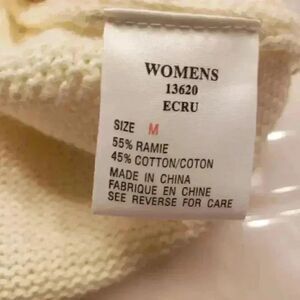 WOMENS
13620
ECRU
SIZE M
55% RAMIE
45% COTTON/COTON
MADE IN CHINA
FABRIQUE EN CHINE
SEE REVERSE FOR CARE